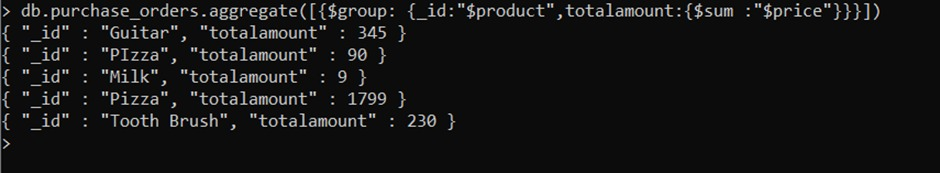 > db.purchase_orders.aggregate([{$group: {_id:"$product",totalamount:{$sum :"$price"}}}])
{ "_id" : "Guitar", "totalamount" : 345 }
{ "_id" : "PIzza", "totalamount" : 90 }
{ "_id" : "Milk", "totalamount" : 9 }
{ "_id" : "Pizza", "totalamount" : 1799 }
{ "_id" : "Tooth Brush", "totalamount" : 230 }
>